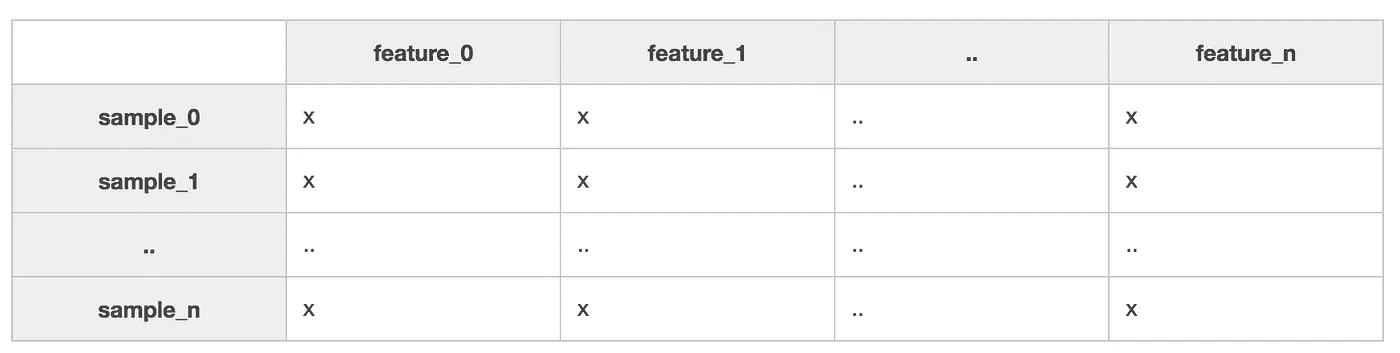 feature_0 feature_1 .. feature_n
sample_0 x x .. x
sample_1 x x .. x
.. .. .. .. ..
sample_n x x .. x